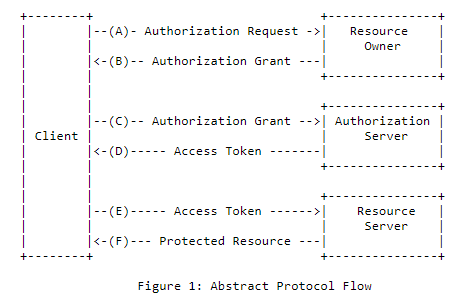 --(A)- Authorization Request ->| Resource
Owner
<-(B)-- Authorization Grant ---|
--(C)-- Authorization Grant -->| Authorization
Client Server
<-(D)----- Access Token -------|
--(E)----- Access Token ------>| Resource
Server
<-(F)--- Protected Resource ---|
Figure 1: Abstract Protocol Flow